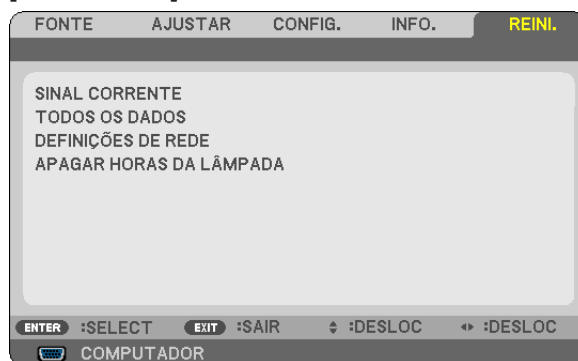 FONTE AJUSTAR CONFIG. INFO. REINI.
SINAL CORRENTE
TODOS OS DADOS
DEFINIÇÕES DE REDE
APAGAR HORAS DA LÂMPADA
ENTER :SELECT EXIT :SAIR :DESLOC :DESLOC
COMPUTADOR